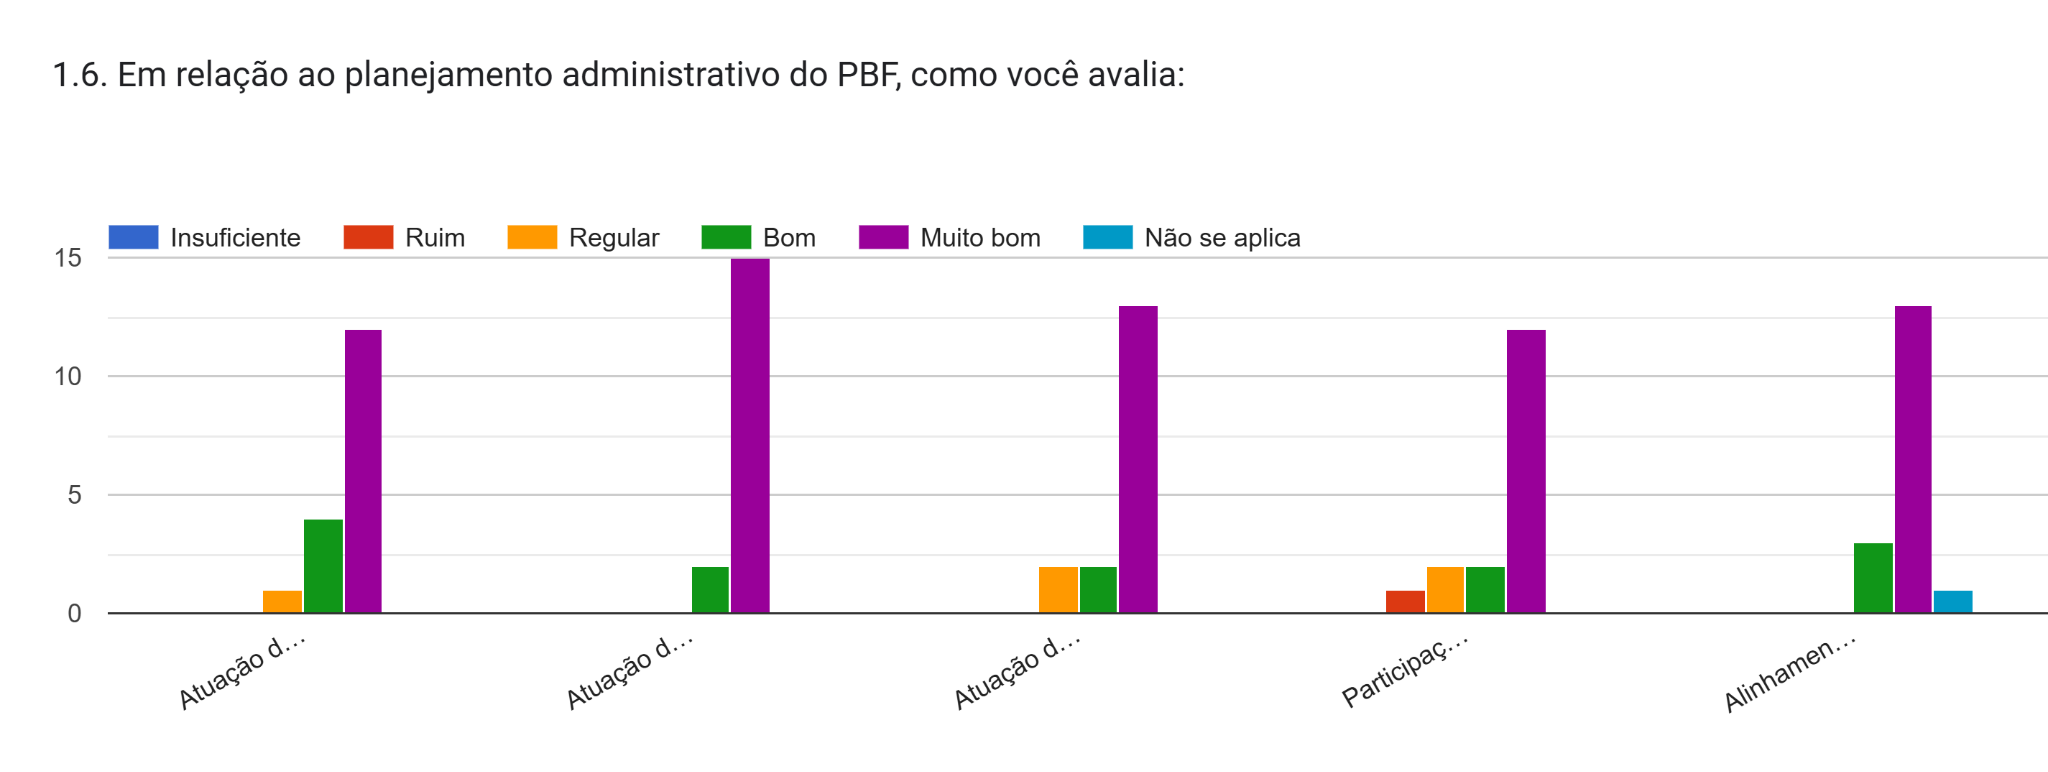 1.6. Em relação ao planejamento administrativo do PBF, como você avalia:
Insuficiente Ruim Regular Bom Muito bom Não se aplica
15
10
5
0
Atuação d...
Atuação d...
Atuação d...
Participaç...
Alinhamen...